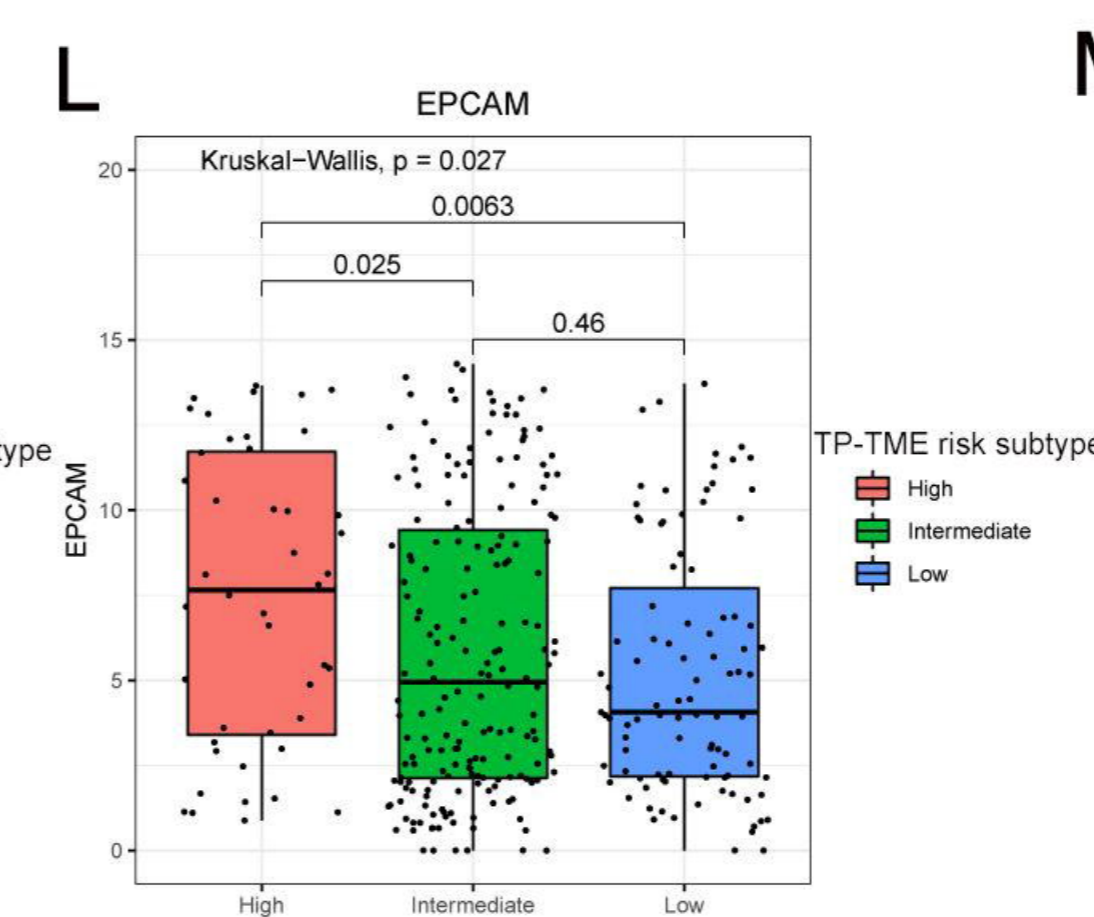 L
EPCAM
20
Kruskal−Wallis, p = 0.027
0.0063
0.025
0.46
15
10
5
0
EPCAM
High
Intermediate
Low
type
TP-TME risk subtype
High
Intermediate
Low